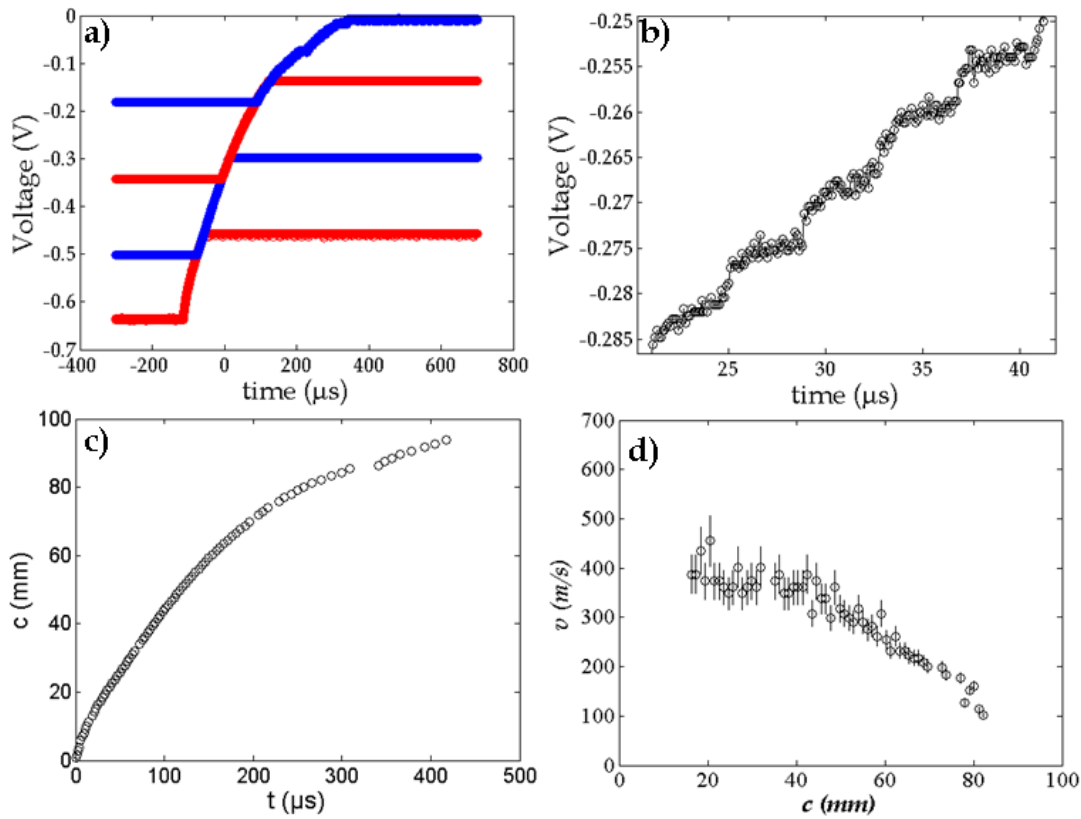 a)
0
-0.1
-0.2
-0.3
-0.4
-0.5
-0.6
-0.7
Voltage (V)
-400 -200 0 200 400 600 800
time (µs)
b)
-0.25
-0.255
-0.26
-0.265
-0.27
-0.275
-0.28
-0.285
Voltage (V)
25 30 35 40
time (µs)
c)
100
80
60
40
20
0
c (mm)
0 100 200 300 400 500
t (µs)
d)
700
600
500
400
300
200
100
0
v (m/s)
0 20 40 60 80 100
c (mm)